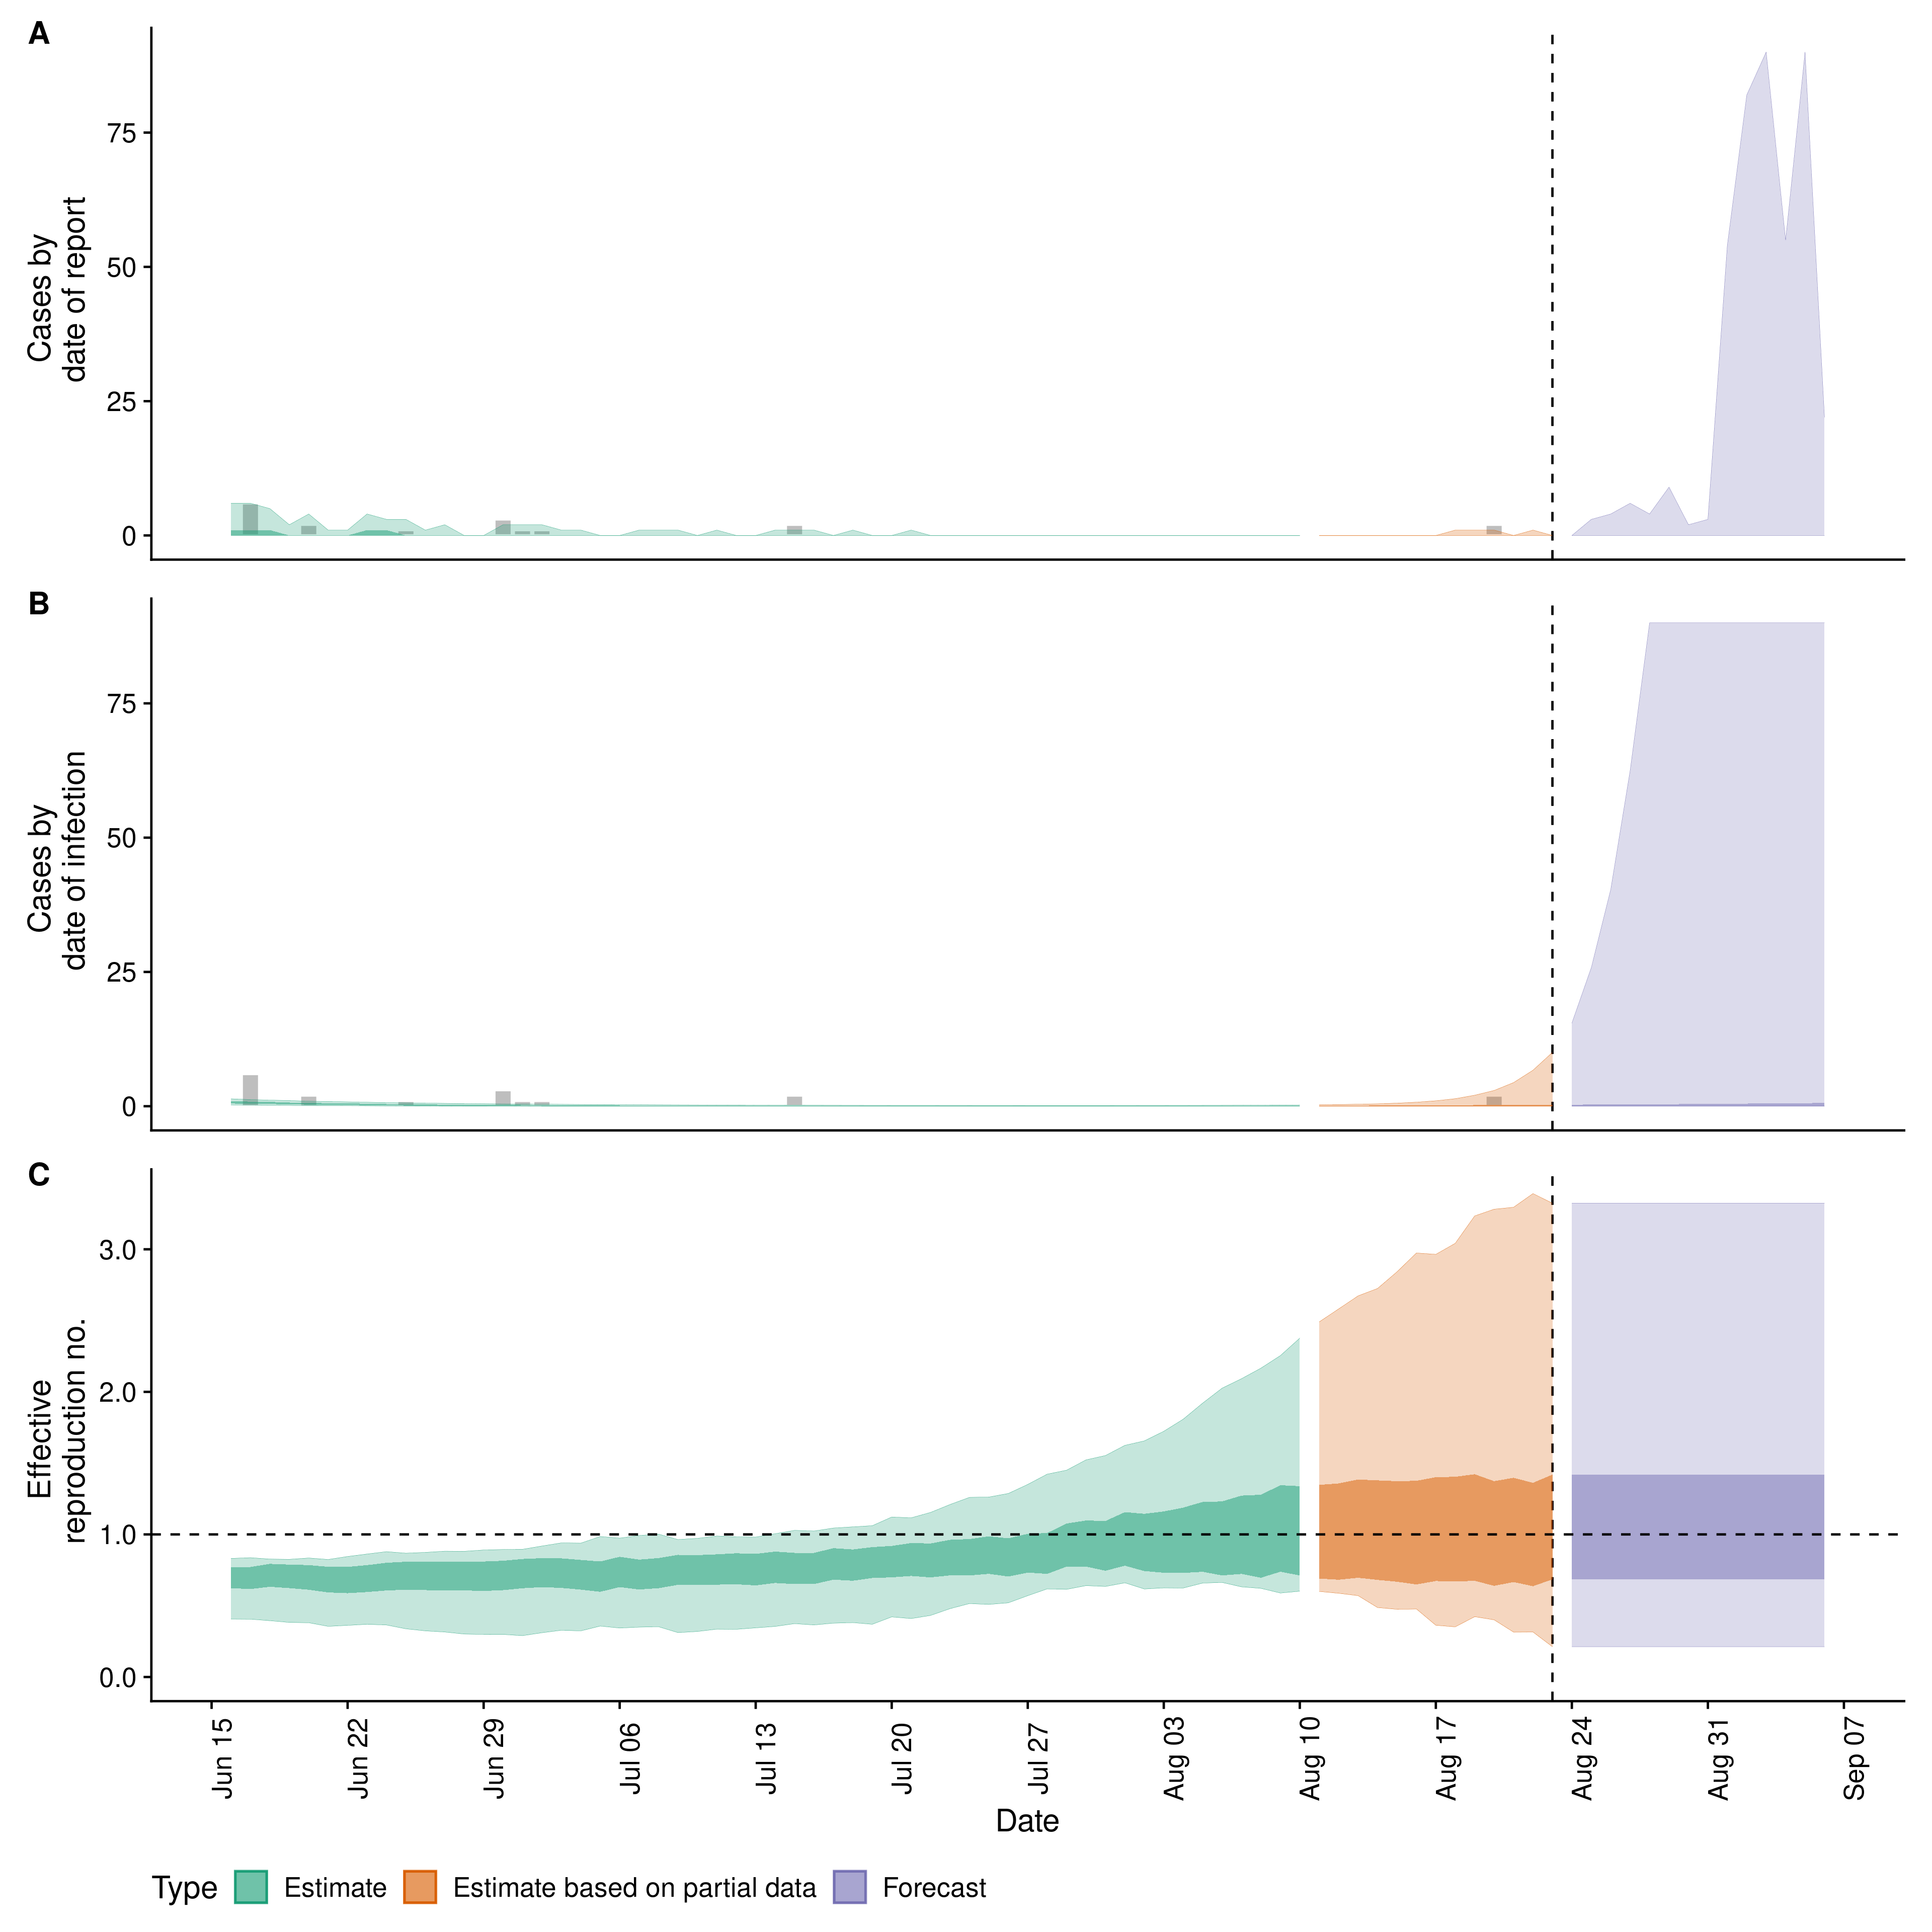 A
Cases by
date of report
75
50
25
0
B
Cases by
date of infection
75
50
25
0
C
Effective
reproduction no.
3.0
2.0
1.0
0.0
Jun 15
Jun 22
Jun 29
Jul 06
Jul 13
Jul 20
Jul 27
Aug 03
Aug 10
Aug 17
Aug 24
Aug 31
Sep 07
Date
Type Estimate Estimate based on partial data Forecast